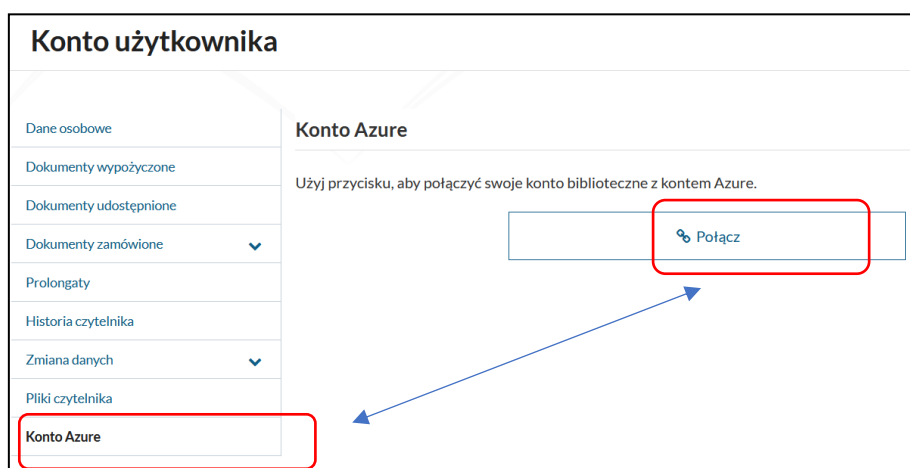 Konto użytkownika
Dane osobowe
Dokumenty wypożyczone
Dokumenty udostępnione
Dokumenty zamówione
Prolongaty
Historia czytelnika
Zmiana danych
Pliki czytelnika
Konto Azure
Konto Azure
Użyj przycisku, aby połączyć swoje konto biblioteczne z kontem Azure.
Połącz